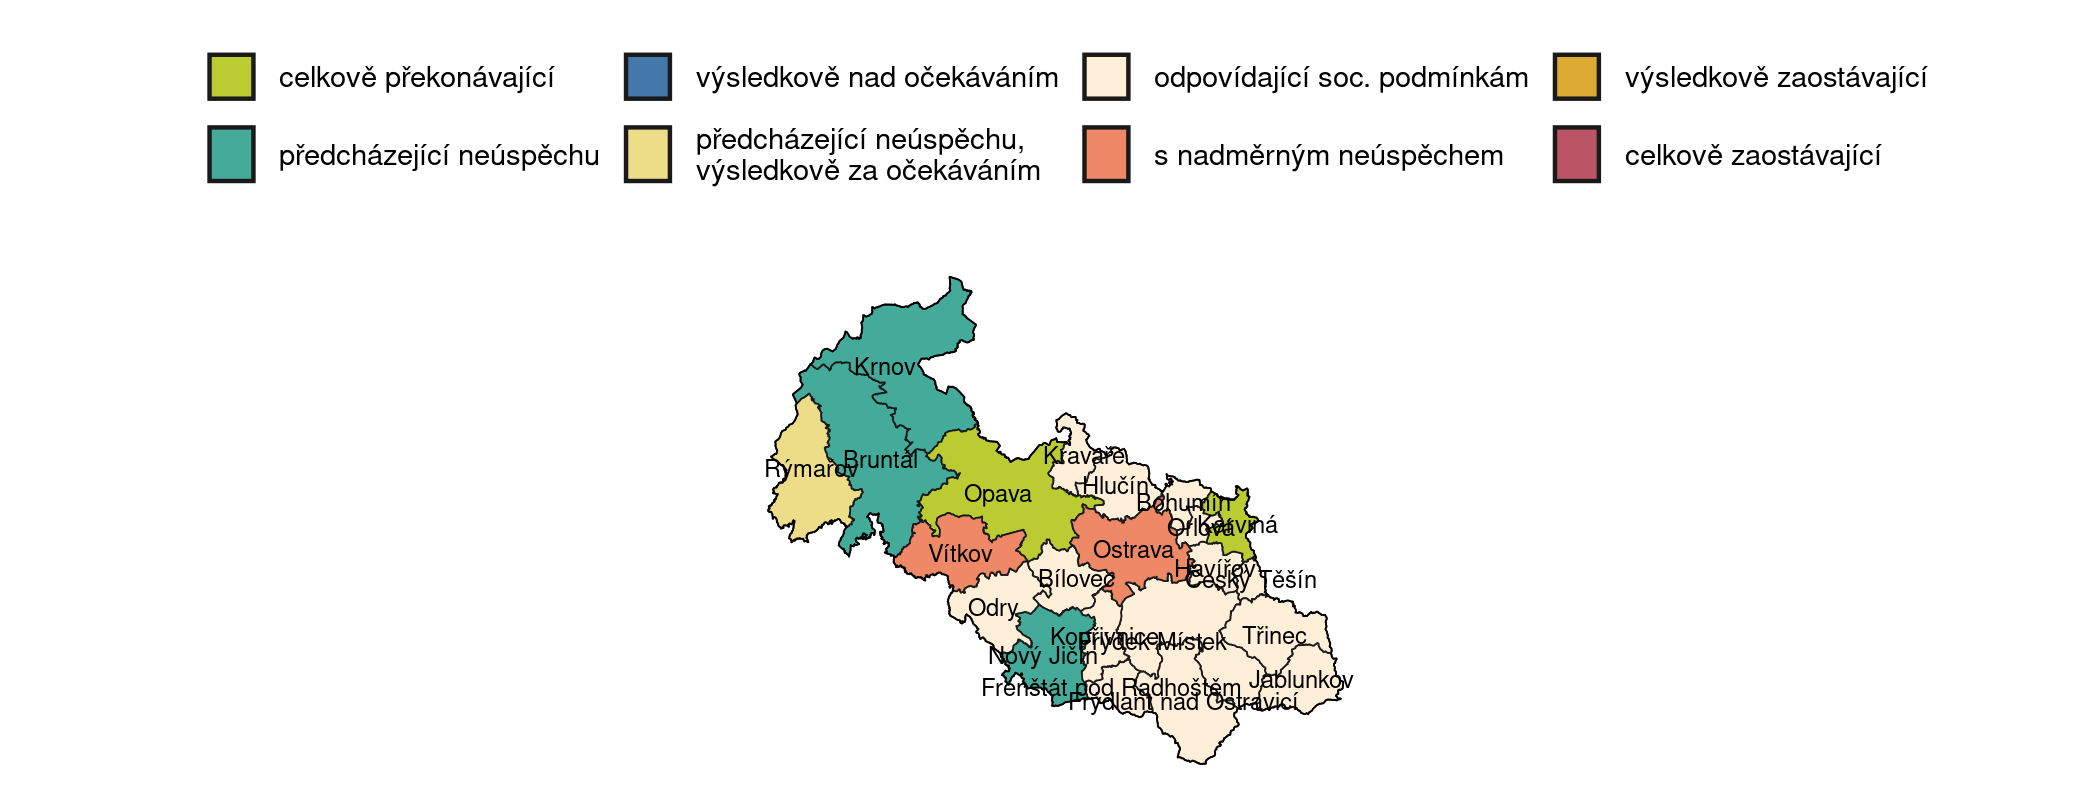 celkově překonávající
výsledkově nad očekáváním
odpovídající soc. podmínkám
výsledkově zaostávající
předcházející neúspěchu
předcházející neúspěchu,
výsledkově za očekáváním
s nadměrným neúspěchem
celkově zaostávající
Krnov
Kravaře
Bruntál
Rýmařov
Hlučín
Opava
Bohumín
Karviná
Orlová
Ostrava
Vítkov
Havířov
Bílovec
Český Těšín
Odry
Kopřivnice
Třinec
Frýdek-Místek
Nový Jičín
Jablunkov
Frenštát pod Radhoštěm
Frýdlant nad Ostravicí